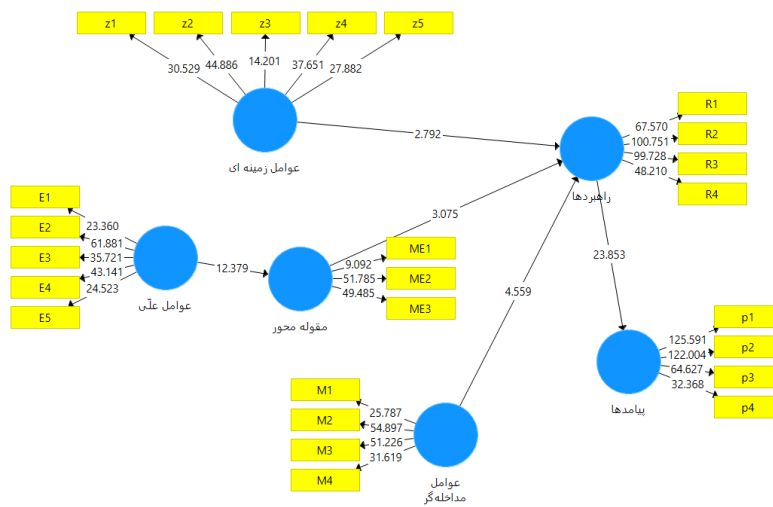 z1 z2 z3 z4 z5
30.529 44.886 14.201 37.651 27.882
عوامل زمینه ای
2.792
R1
R2
R3
R4
67.570
100.751
99.728
48.210
راهبردها
3.075
E1
E2
E3
E4
E5
23.360
61.881
35.721
43.141
24.523
عوامل علّی
12.379
مقوله محور
ME1
ME2
ME3
9.092
51.785
49.485
4.559
23.853
p1
p2
p3
p4
125.591
122.004
64.627
32.368
پیامدها
M1
M2
M3
M4
25.787
54.897
51.226
31.619
عوامل
مداخله‌گر